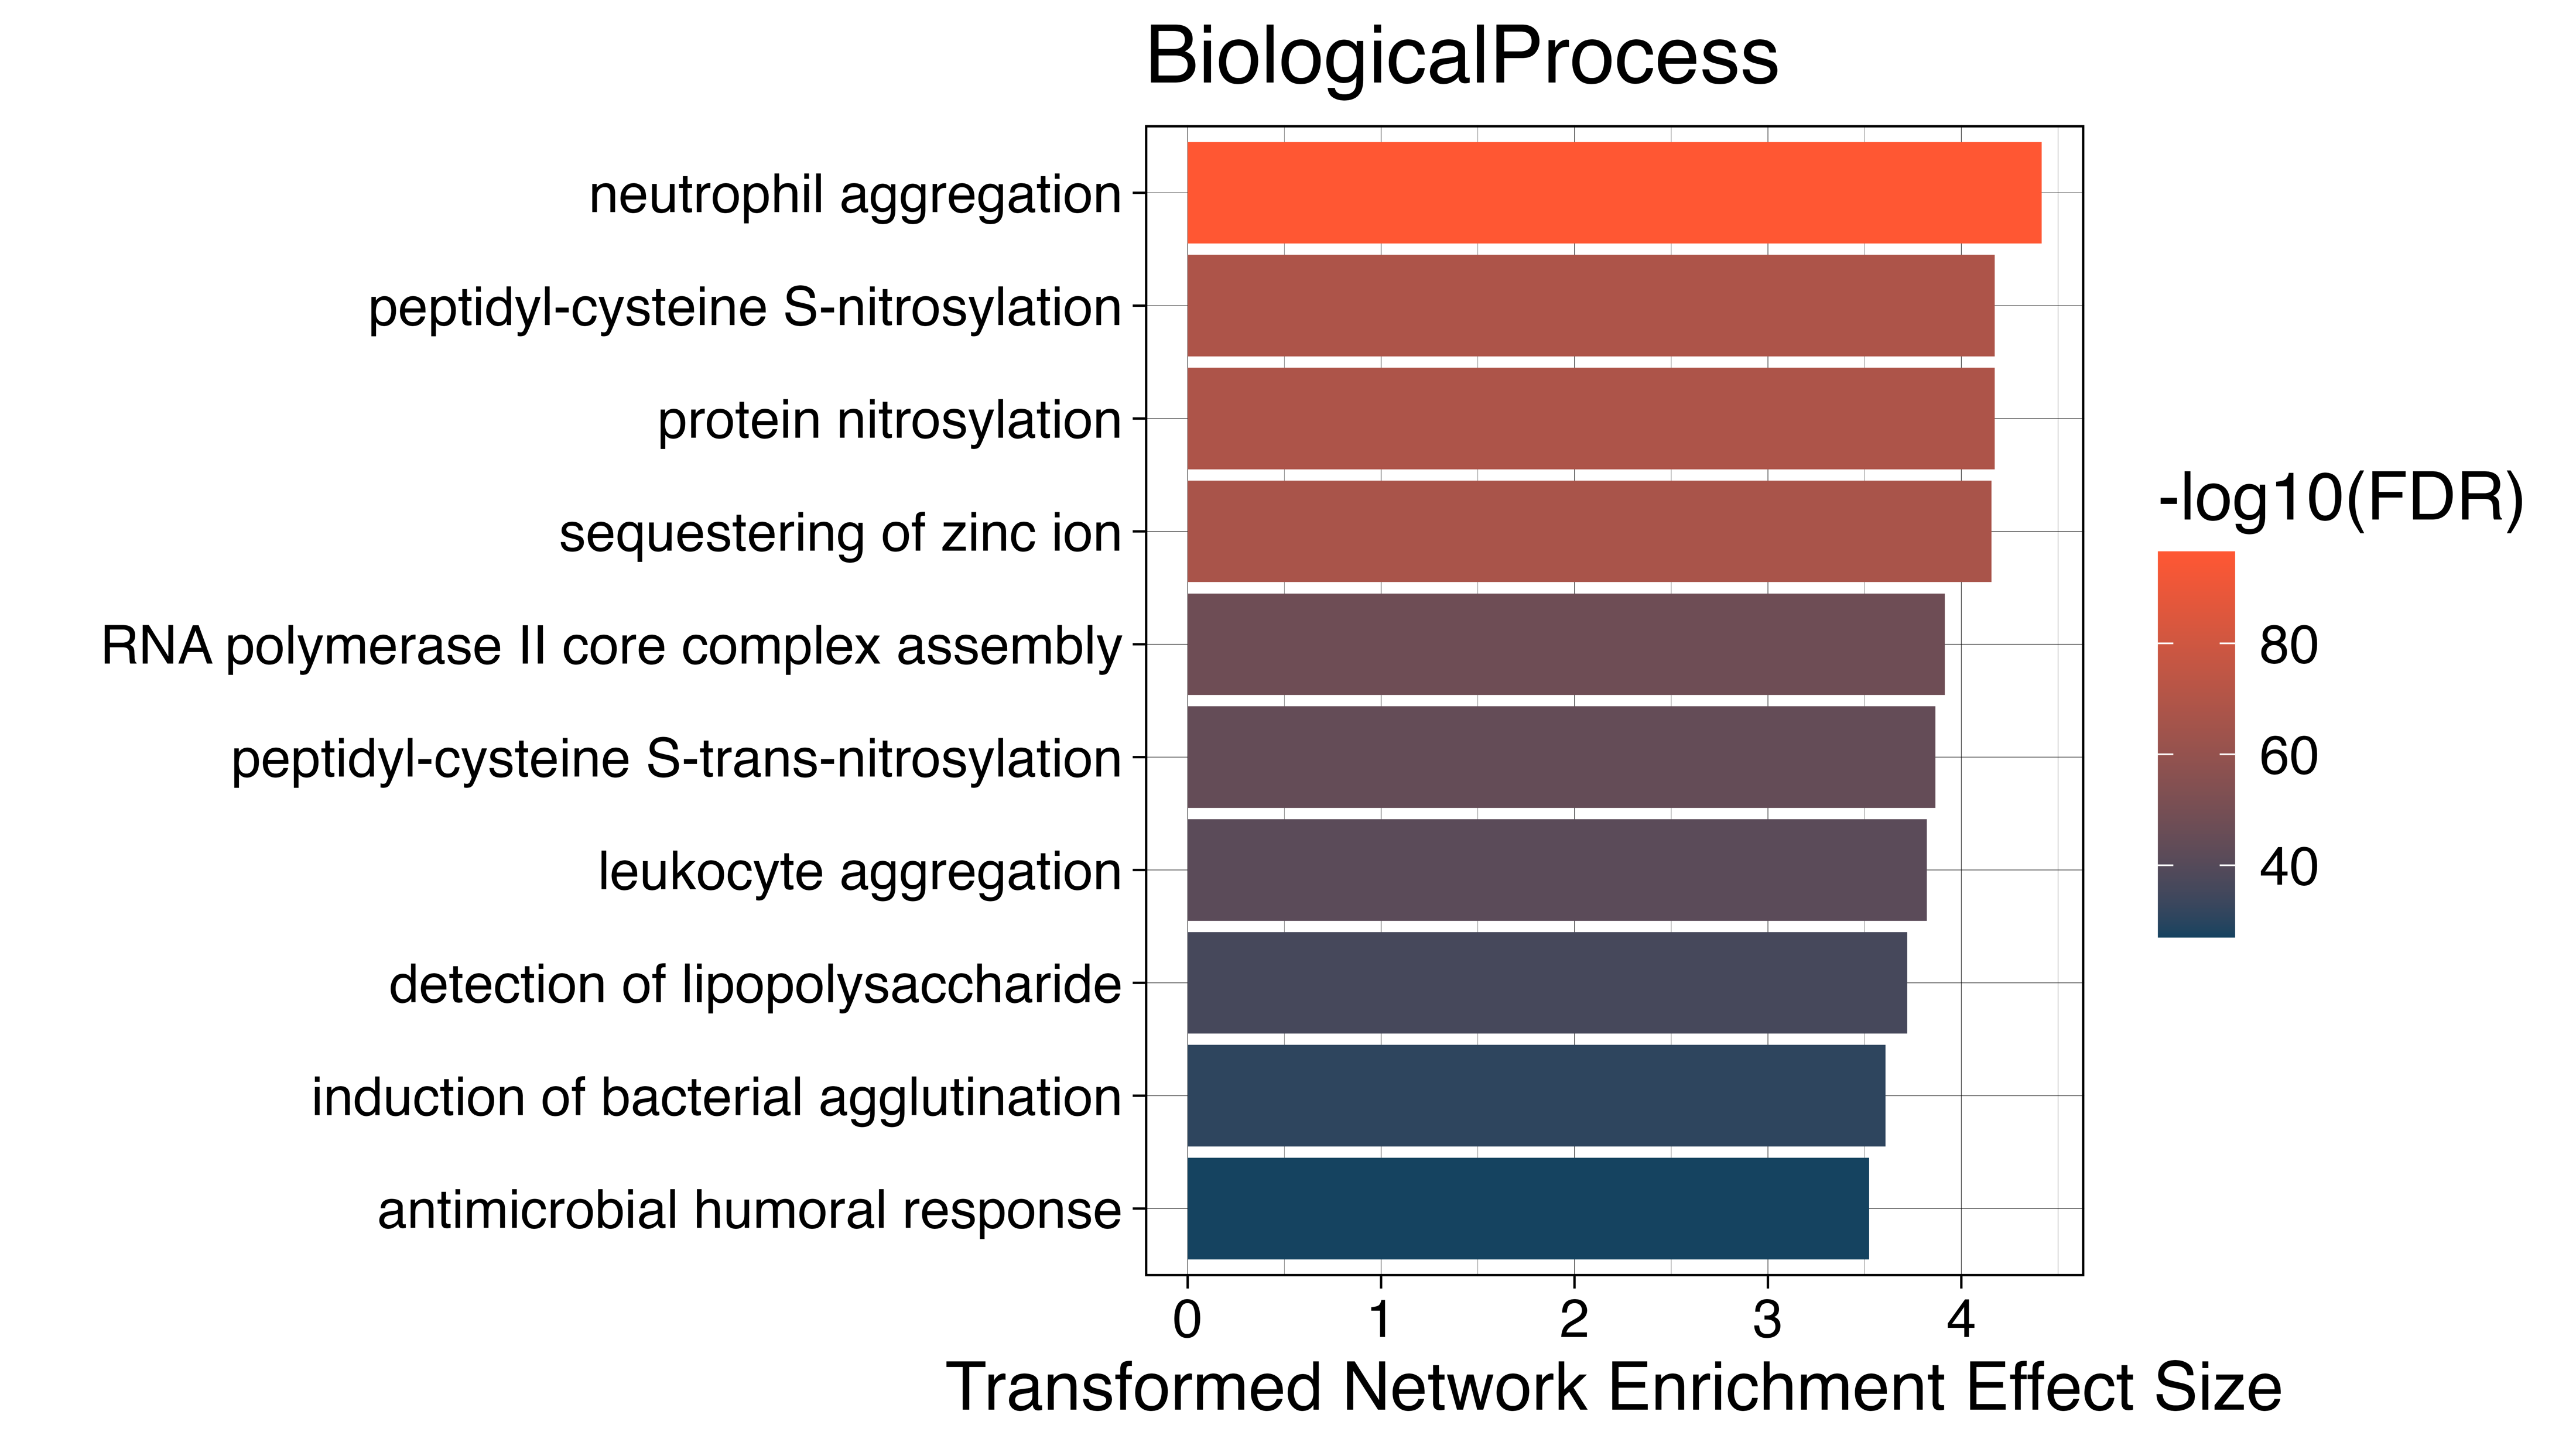 BiologicalProcess
neutrophil aggregation
peptidyl-cysteine S-nitrosylation
protein nitrosylation
sequestering of zinc ion
RNA polymerase II core complex assembly
peptidyl-cysteine S-trans-nitrosylation
leukocyte aggregation
detection of lipopolysaccharide
induction of bacterial agglutination
antimicrobial humoral response
0 1 2 3 4
Transformed Network Enrichment Effect Size
-log10(FDR)
80
60
40